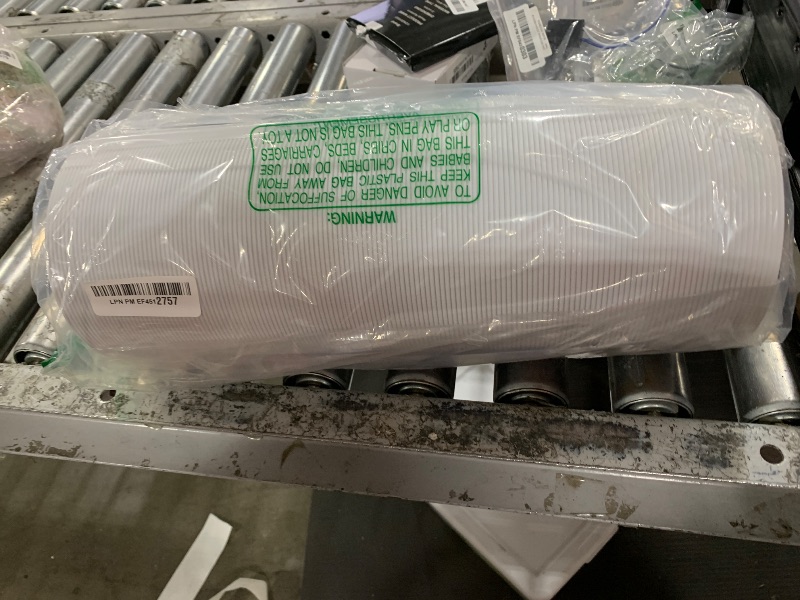 WARNING:
TO AVOID DANGER OF SUFFOCATION,
KEEP THIS PLASTIC BAG AWAY FROM
BABIES AND CHILDREN, DO NOT USE
THIS BAG IN CRIBS, BEDS, CARRIAGES
OR PLAY PENS, THIS BAG IS NOT A TOY.
LPN PM EF4612757